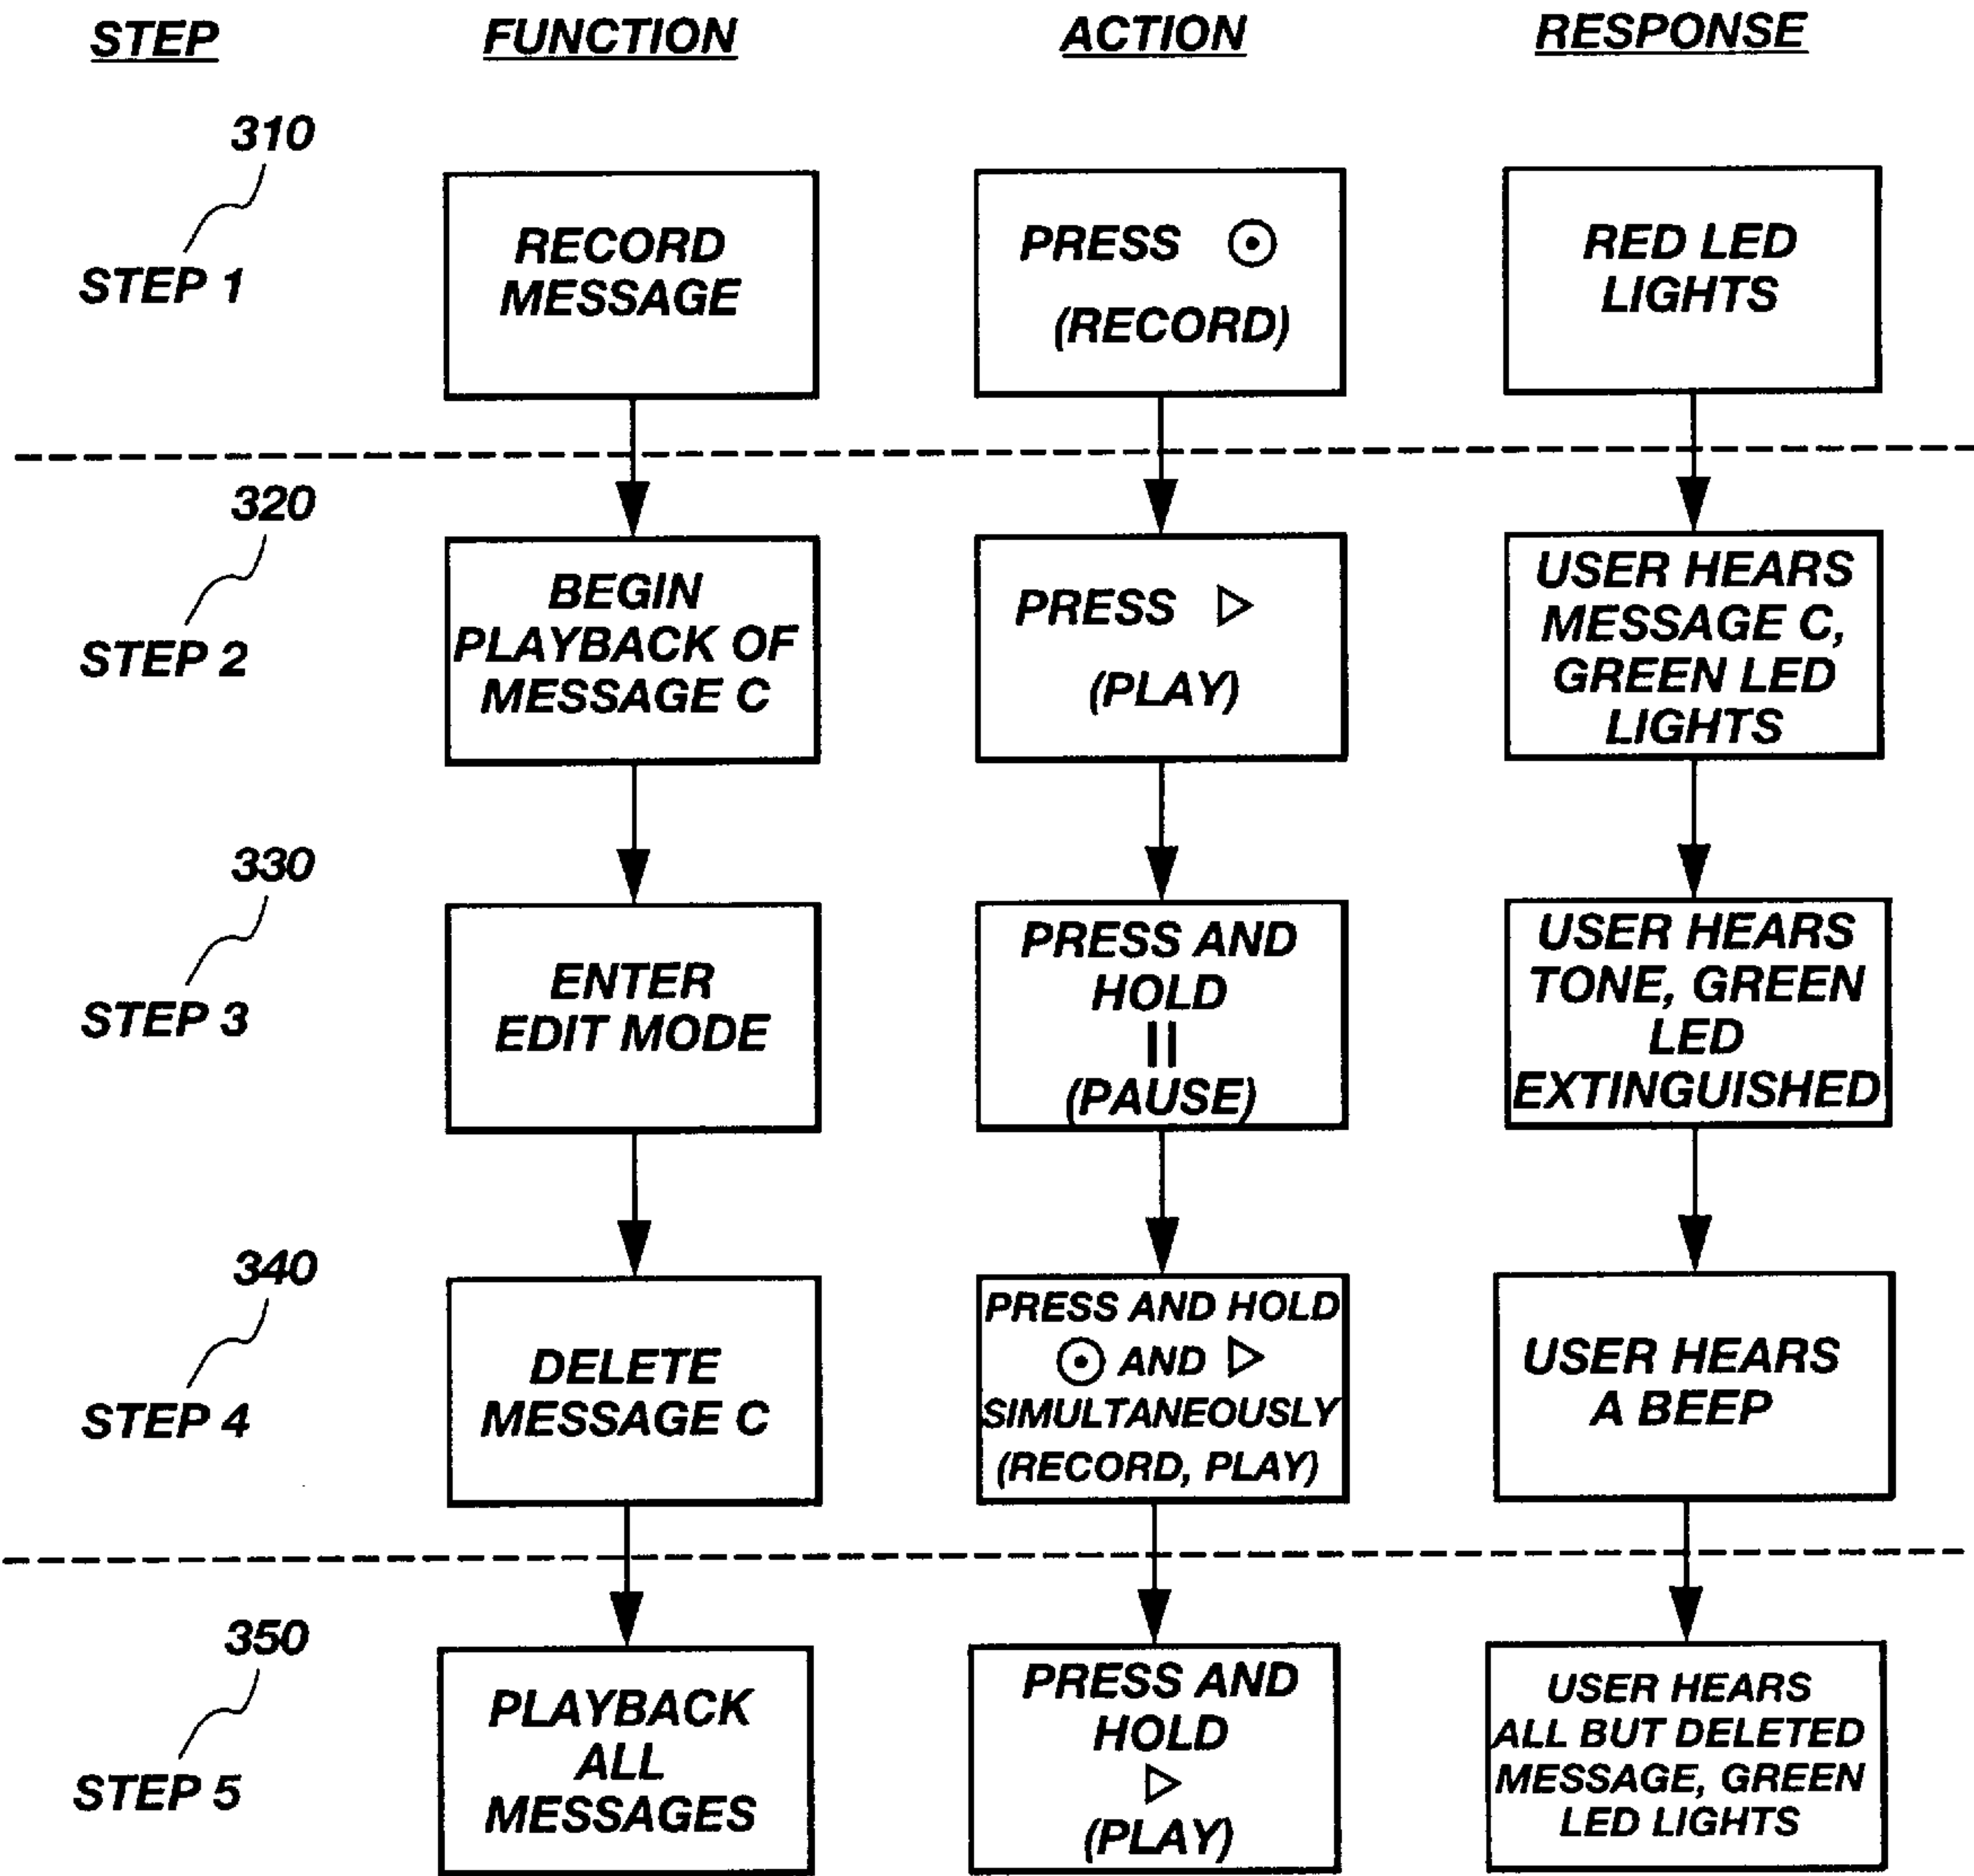 STEP FUNCTION ACTION RESPONSE
310
STEP 1
RECORD
MESSAGE
PRESS ⊙
(RECORD)
RED LED
LIGHTS
320
STEP 2
BEGIN
PLAYBACK OF
MESSAGE C
PRESS ▷
(PLAY)
USER HEARS
MESSAGE C,
GREEN LED
LIGHTS
330
STEP 3
ENTER
EDIT MODE
PRESS AND
HOLD
||
(PAUSE)
USER HEARS
TONE, GREEN
LED
EXTINGUISHED
340
STEP 4
DELETE
MESSAGE C
PRESS AND HOLD
⊙ AND ▷
SIMULTANEOUSLY
(RECORD, PLAY)
USER HEARS
A BEEP
350
STEP 5
PLAYBACK
ALL
MESSAGES
PRESS AND
HOLD
▷
(PLAY)
USER HEARS
ALL BUT DELETED
MESSAGE, GREEN
LED LIGHTS